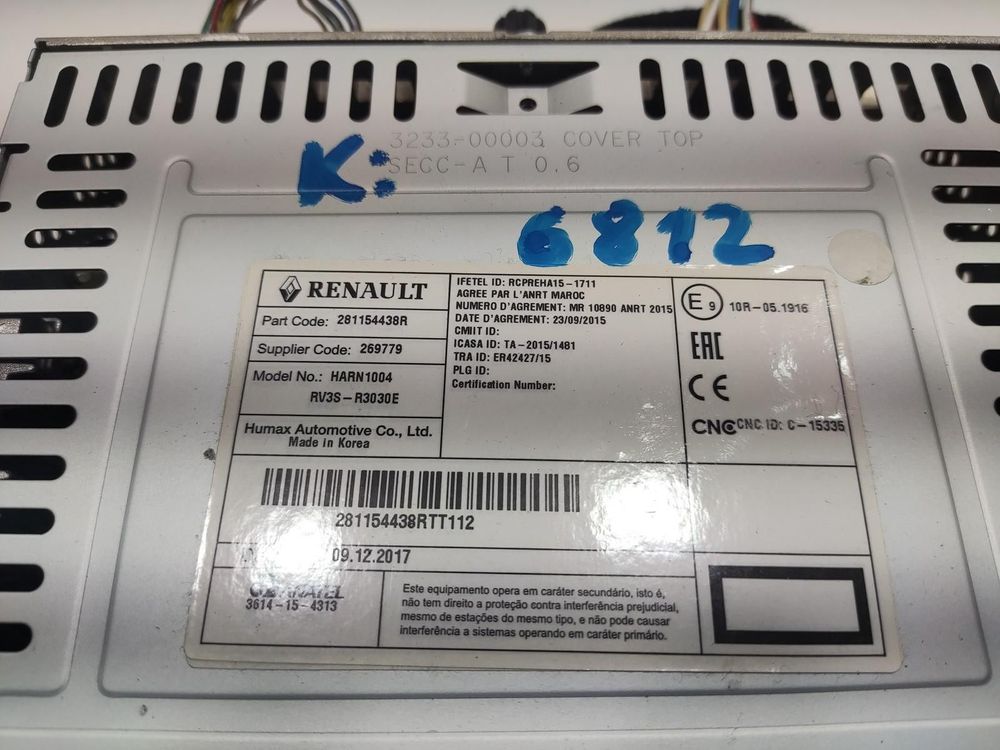 3233-00003 COVER TOP
SECC-A T 0.6
K:
6812
RENAULT
Part Code: 281154438R
Supplier Code: 269779
Model No.: HARN1004
RV3S-R3030E
Humax Automotive Co., Ltd.
Made in Korea
IFETEL ID: RCPREHA15-1711
AGREE PAR L'ANRT MAROC
NUMERO D'AGREMENT: MR 10890 ANRT 2015
DATE D'AGREMENT: 23/09/2015
CMIIT ID:
ICASA ID: TA-2015/1481
TRA ID: ER42427/15
PLG ID:
Certification Number:
E9 10R-05.1916
EAC
CE
CNC CNC ID: C-15335
281154438RTT112
09.12.2017
ANATEL
3614-15-4313
Este equipamento opera em caráter secundário, isto é,
não tem direito a proteção contra interferência prejudicial,
mesmo de estações do mesmo tipo, e não pode causar
interferência a sistemas operando em caráter primário.